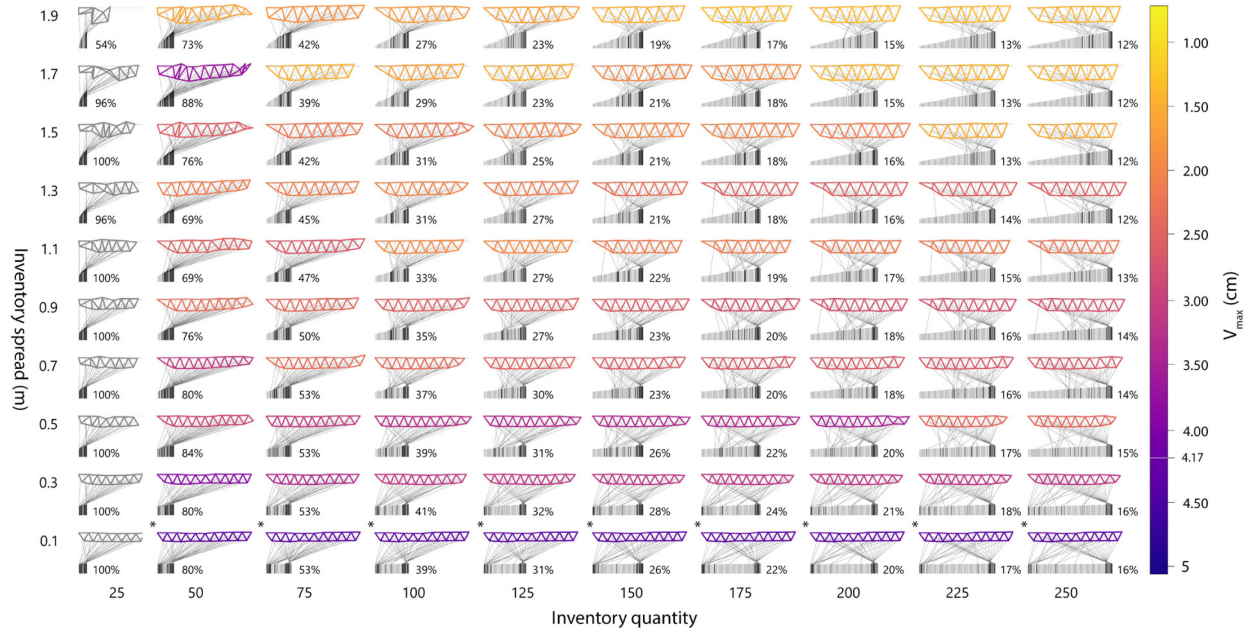 1.9 54% 73% 42% 27% 23% 19% 17% 15% 13% 12%
1.7 96% 88% 39% 29% 23% 21% 18% 15% 13% 12%
1.5 100% 76% 42% 31% 25% 21% 18% 16% 13% 12%
1.3 96% 69% 45% 31% 27% 21% 18% 16% 14% 12%
1.1 100% 69% 47% 33% 27% 22% 19% 17% 15% 13%
0.9 100% 76% 50% 35% 27% 23% 20% 18% 16% 14%
0.7 100% 80% 53% 37% 30% 23% 20% 18% 16% 14%
0.5 100% 84% 53% 39% 31% 26% 22% 20% 17% 15%
0.3 100% 80% 53% 41% 32% 28% 24% 21% 18% 16%
* * * * * * * * *
0.1 100% 80% 53% 39% 31% 26% 22% 20% 17% 16%
25 50 75 100 125 150 175 200 225 250
Inventory quantity
Inventory spread (m)
1.00
1.50
2.00
2.50
3.00
3.50
4.00
4.17
4.50
5
Vmax (cm)